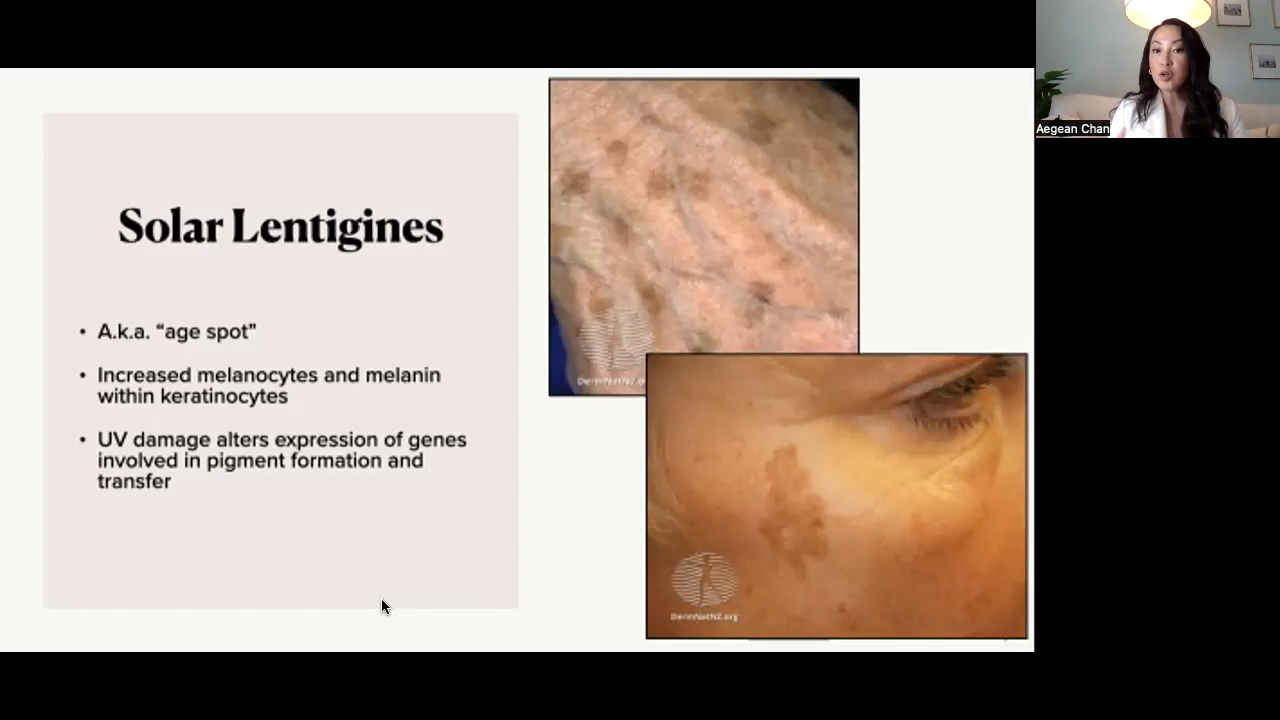 Solar Lentigines
• A.k.a. “age spot”
• Increased melanocytes and melanin
within keratinocytes
• UV damage alters expression of genes
involved in pigment formation and
transfer
DermNetNZ.org
Aegean Chan